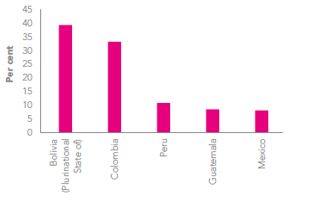 Per cent
45
40
35
30
25
20
15
10
5
0
Bolivia
(Plurinational
State of)
Colombia
Peru
Guatemala
Mexico